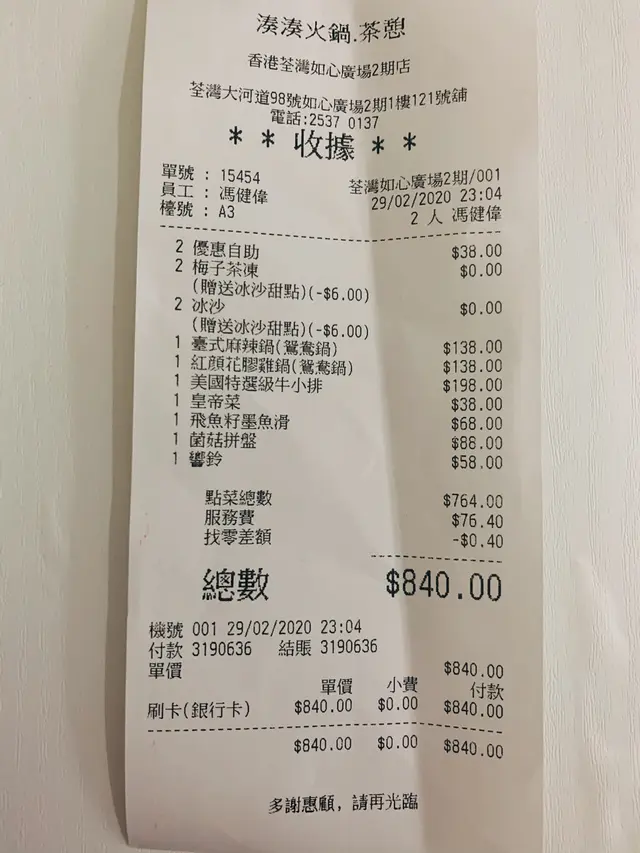 湊湊火鍋.茶憩
香港荃灣如心廣場2期店
荃灣大河道98號如心廣場2期1樓121號舖
電話:2537 0137
* * 收據 * *
單號 : 15454 荃灣如心廣場2期/001
員工 : 馮健偉 29/02/2020 23:04
檯號 : A3 2 人 馮健偉
2 優惠自助 $38.00
2 梅子茶凍 $0.00
(贈送冰沙甜點)(-$6.00)
2 冰沙 $0.00
(贈送冰沙甜點)(-$6.00)
1 臺式麻辣鍋(鴛鴦鍋) $138.00
1 紅顔花膠雞鍋(鴛鴦鍋) $138.00
1 美國特選級牛小排 $198.00
1 皇帝菜 $38.00
1 飛魚籽墨魚滑 $68.00
1 菌菇拼盤 $88.00
1 響鈴 $58.00
點菜總數 $764.00
服務費 $76.40
找零差額 -$0.40
總數 $840.00
機號 001 29/02/2020 23:04
付款 3190636 結賬 3190636
單價 $840.00
單價 小費 付款
刷卡(銀行卡) $840.00 $0.00 $840.00
$840.00 $0.00 $840.00
多謝惠顧, 請再光臨